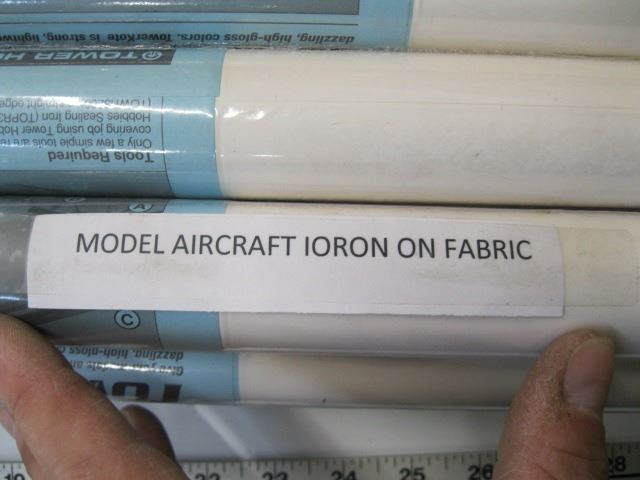 dazzling, high-gloss colors. TowerKote is strong, lightwe
TOWER H
Tools Required
Only a few simple tools are re
covering job using Tower Hob
Hobbies Sealing Iron (TOPR
A
MODEL AIRCRAFT IORON ON FABRIC
C
dazzling, high-gloss
TOW
22 23 24 25 26 28